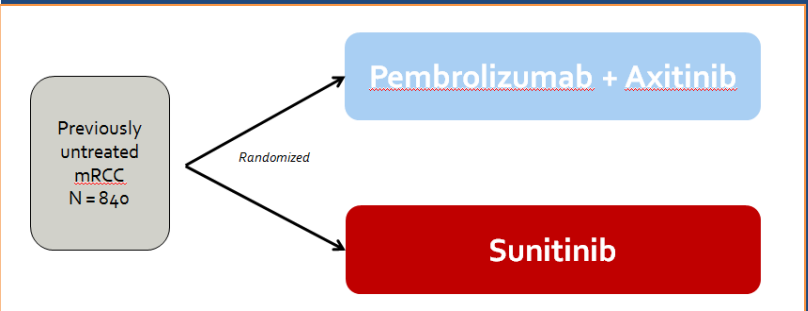 Pembrolizumab + Axitinib
Previously
untreated
mRCC
N = 840
Randomized
Sunitinib